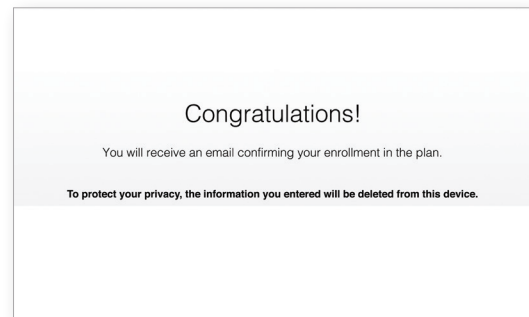 Congratulations!
You will receive an email confirming your enrollment in the plan.
To protect your privacy, the information you entered will be deleted from this device.